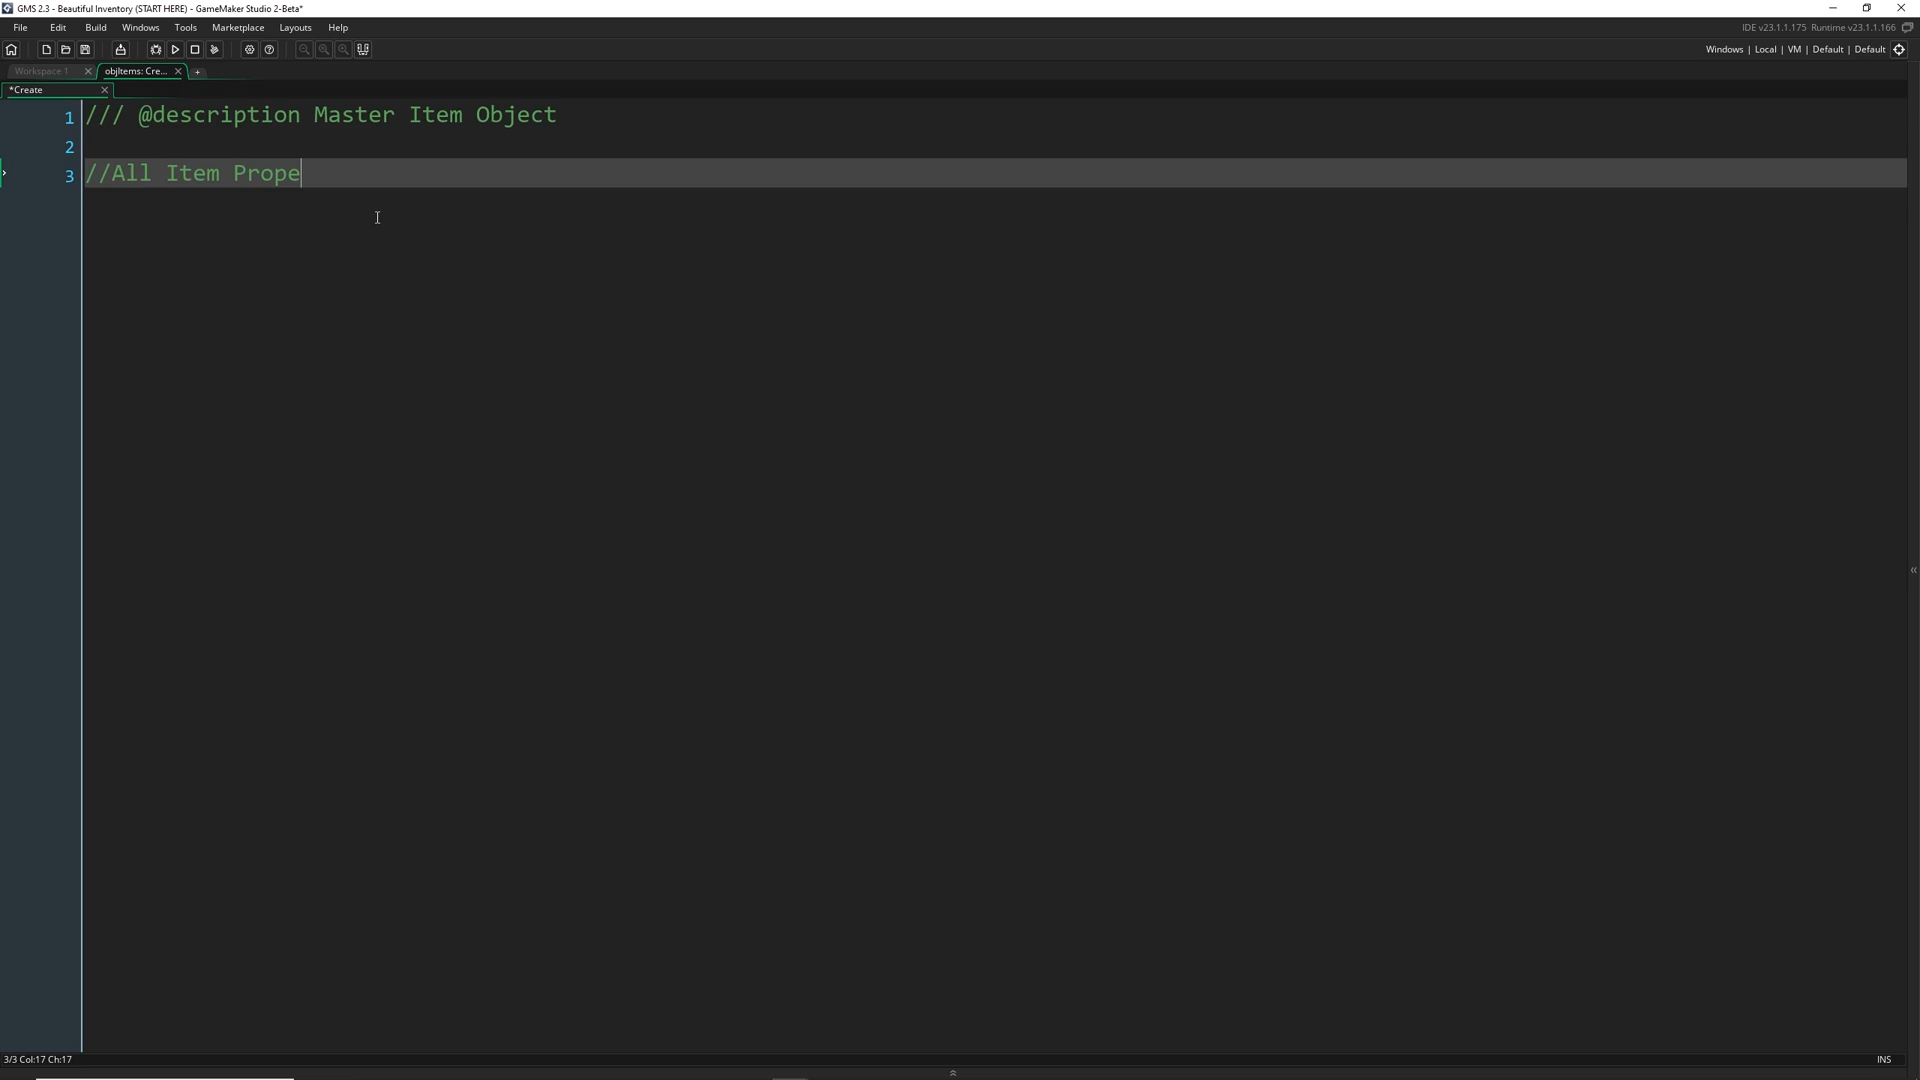 GMS 2.3 - Beautiful Inventory (START HERE) - GameMaker Studio 2-Beta*
File Edit Build Windows Tools Marketplace Layouts Help
IDE v23.1.1.175 Runtime v23.1.1.166
Windows | Local | VM | Default | Default
Workspace 1 objItems: Cre...
*Create
1 /// @description Master Item Object
2
3 //All Item Prope
3/3 Col:17 Ch:17 INS